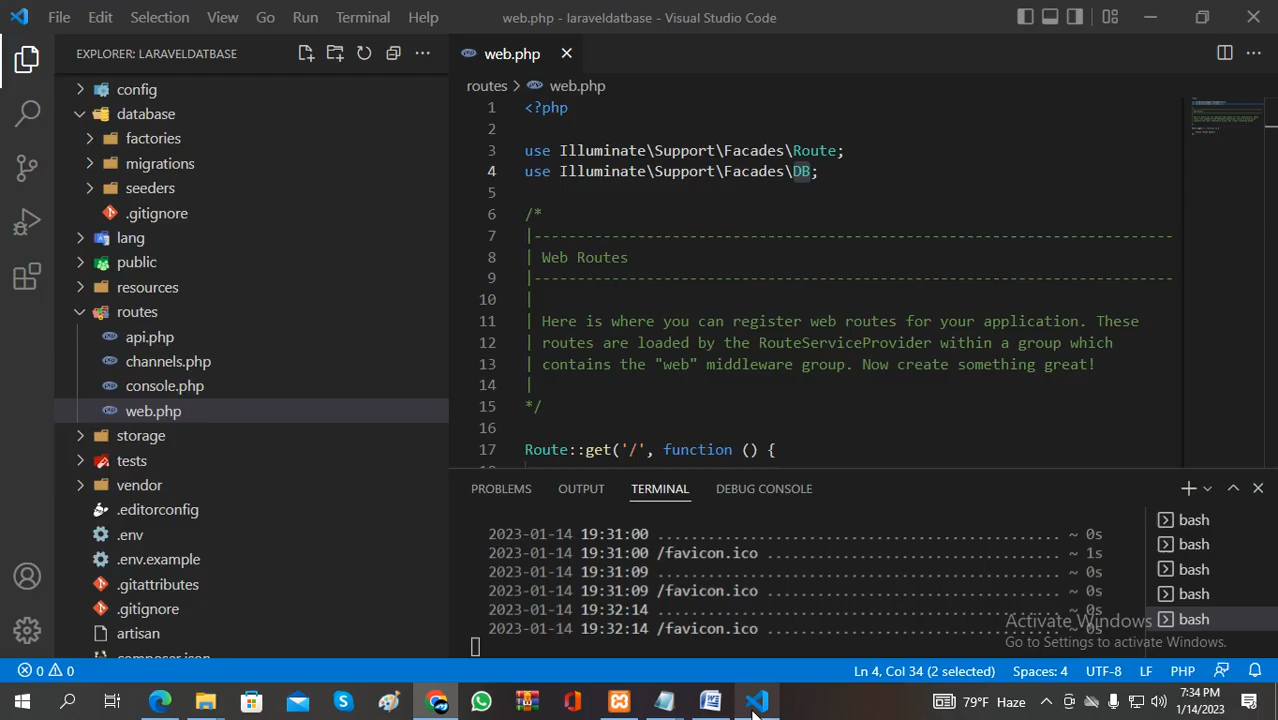 File Edit Selection View Go Run Terminal Help
web.php - laraveldatbase - Visual Studio Code
EXPLORER: LARAVELDATBASE
config
database
factories
migrations
seeders
.gitignore
lang
public
resources
routes
api.php
channels.php
console.php
web.php
storage
tests
vendor
.editorconfig
.env
.env.example
.gitattributes
.gitignore
artisan
web.php
routes > web.php
1 <?php
2
3 use Illuminate\Support\Facades\Route;
4 use Illuminate\Support\Facades\DB;
5
6 /*
7 |--------------------------------------------------------------------------
8 | Web Routes
9 |--------------------------------------------------------------------------
10 |
11 | Here is where you can register web routes for your application. These
12 | routes are loaded by the RouteServiceProvider within a group which
13 | contains the "web" middleware group. Now create something great!
14 |
15 */
16
17 Route::get('/', function () {
PROBLEMS OUTPUT TERMINAL DEBUG CONSOLE
2023-01-14 19:31:00 ................................................ ~ 0s
2023-01-14 19:31:00 /favicon.ico ................................... ~ 1s
2023-01-14 19:31:09 ................................................ ~ 0s
2023-01-14 19:31:09 /favicon.ico ................................... ~ 0s
2023-01-14 19:32:14 ................................................ ~ 0s
2023-01-14 19:32:14 /favicon.ico ................................... ~ 0s
bash
bash
bash
bash
bash
Activate Windows
Go to Settings to activate Windows.
0 0
Ln 4, Col 34 (2 selected) Spaces: 4 UTF-8 LF PHP
79°F Haze
7:34 PM
1/14/2023